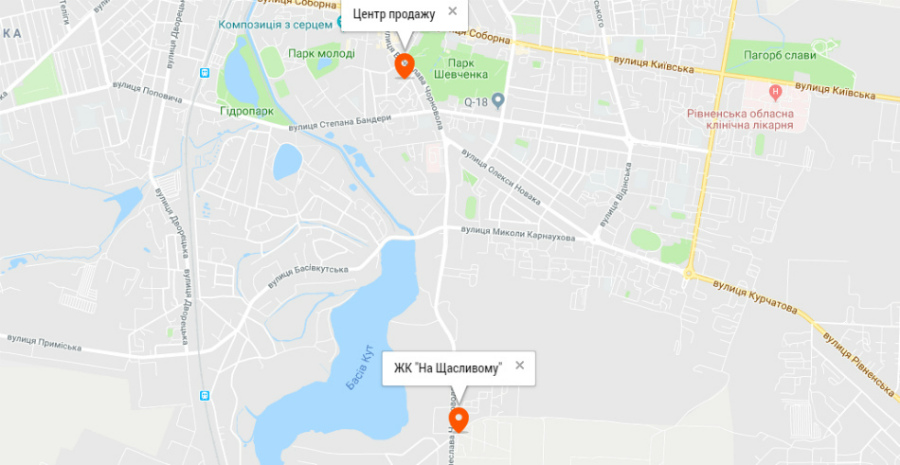 Центр продажу
вулиця Соборна
Композиція з серцем
вулиця Дворецька
Телігі
КА
Парк молоді
вулиця Соборна
Парк
Шевченка
вулиця Київська
Пагорб слави
вулиця Київська
вулиця Поповича
Гідропарк
Чорновола
Q-18
Рівненська обласна
клінічна лікарня
H
вулиця Степана Бандери
вулиця Олекси Новака
вулиця Відінська
вулиця Дворецька
вулиця Миколи Карнаухова
вулиця Басівкутська
вулиця Дворецька
вулиця Курчатова
вулиця Приміська
вулиця Рівненська
Басів Кут
ЖК "На Щасливому"